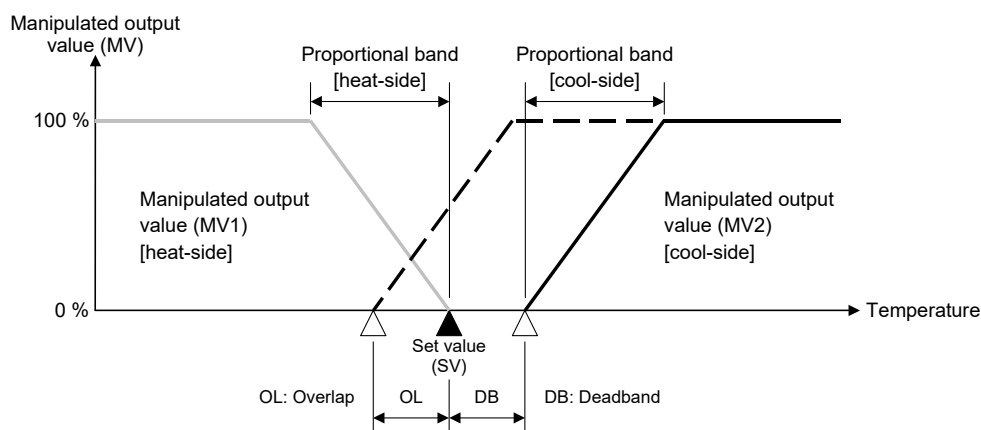 Manipulated output
value (MV)
Proportional band
[heat-side]
Proportional band
[cool-side]
100 %
Manipulated output
value (MV1)
[heat-side]
Manipulated output
value (MV2)
[cool-side]
0 %
Temperature
Set value
(SV)
OL: Overlap
OL
DB
DB: Deadband